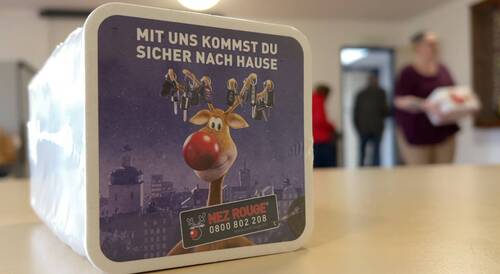 MIT UNS KOMMST DU
SICHER NACH HAUSE
NEZ ROUGE
0800 802 208